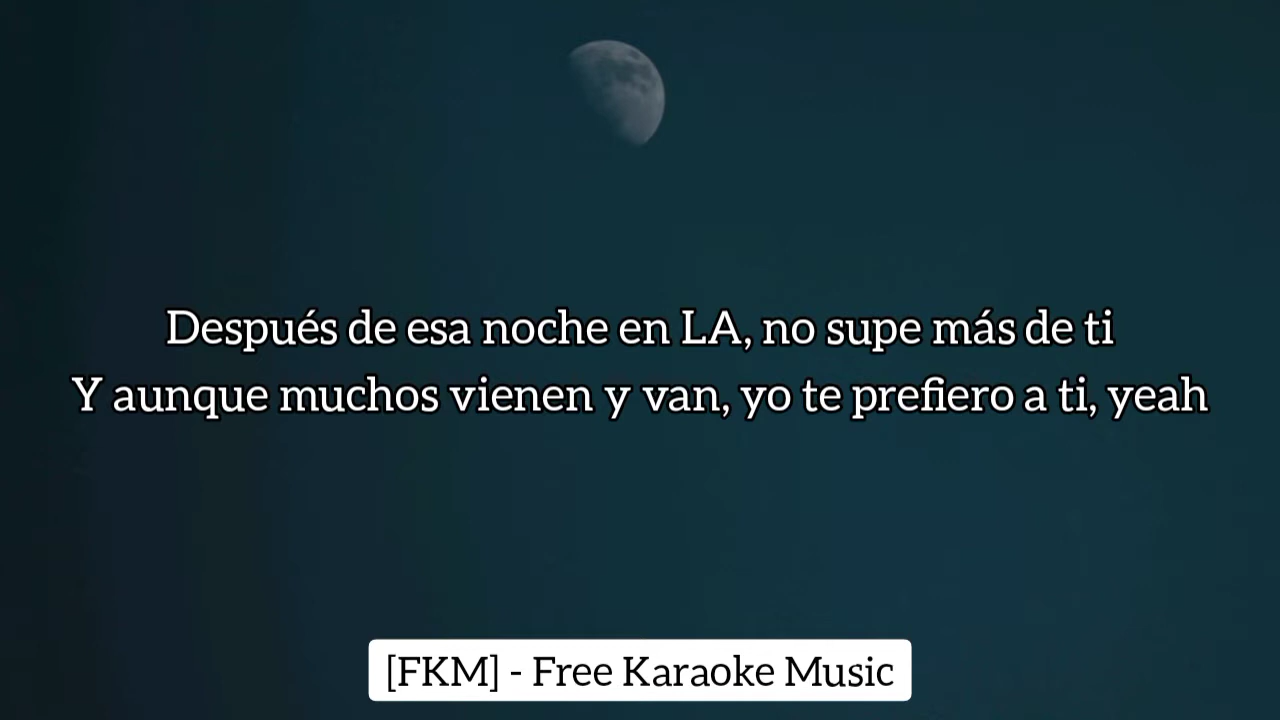 Después de esa noche en LA, no supe más de ti
Y aunque muchos vienen y van, yo te prefiero a ti, yeah
[FKM] - Free Karaoke Music